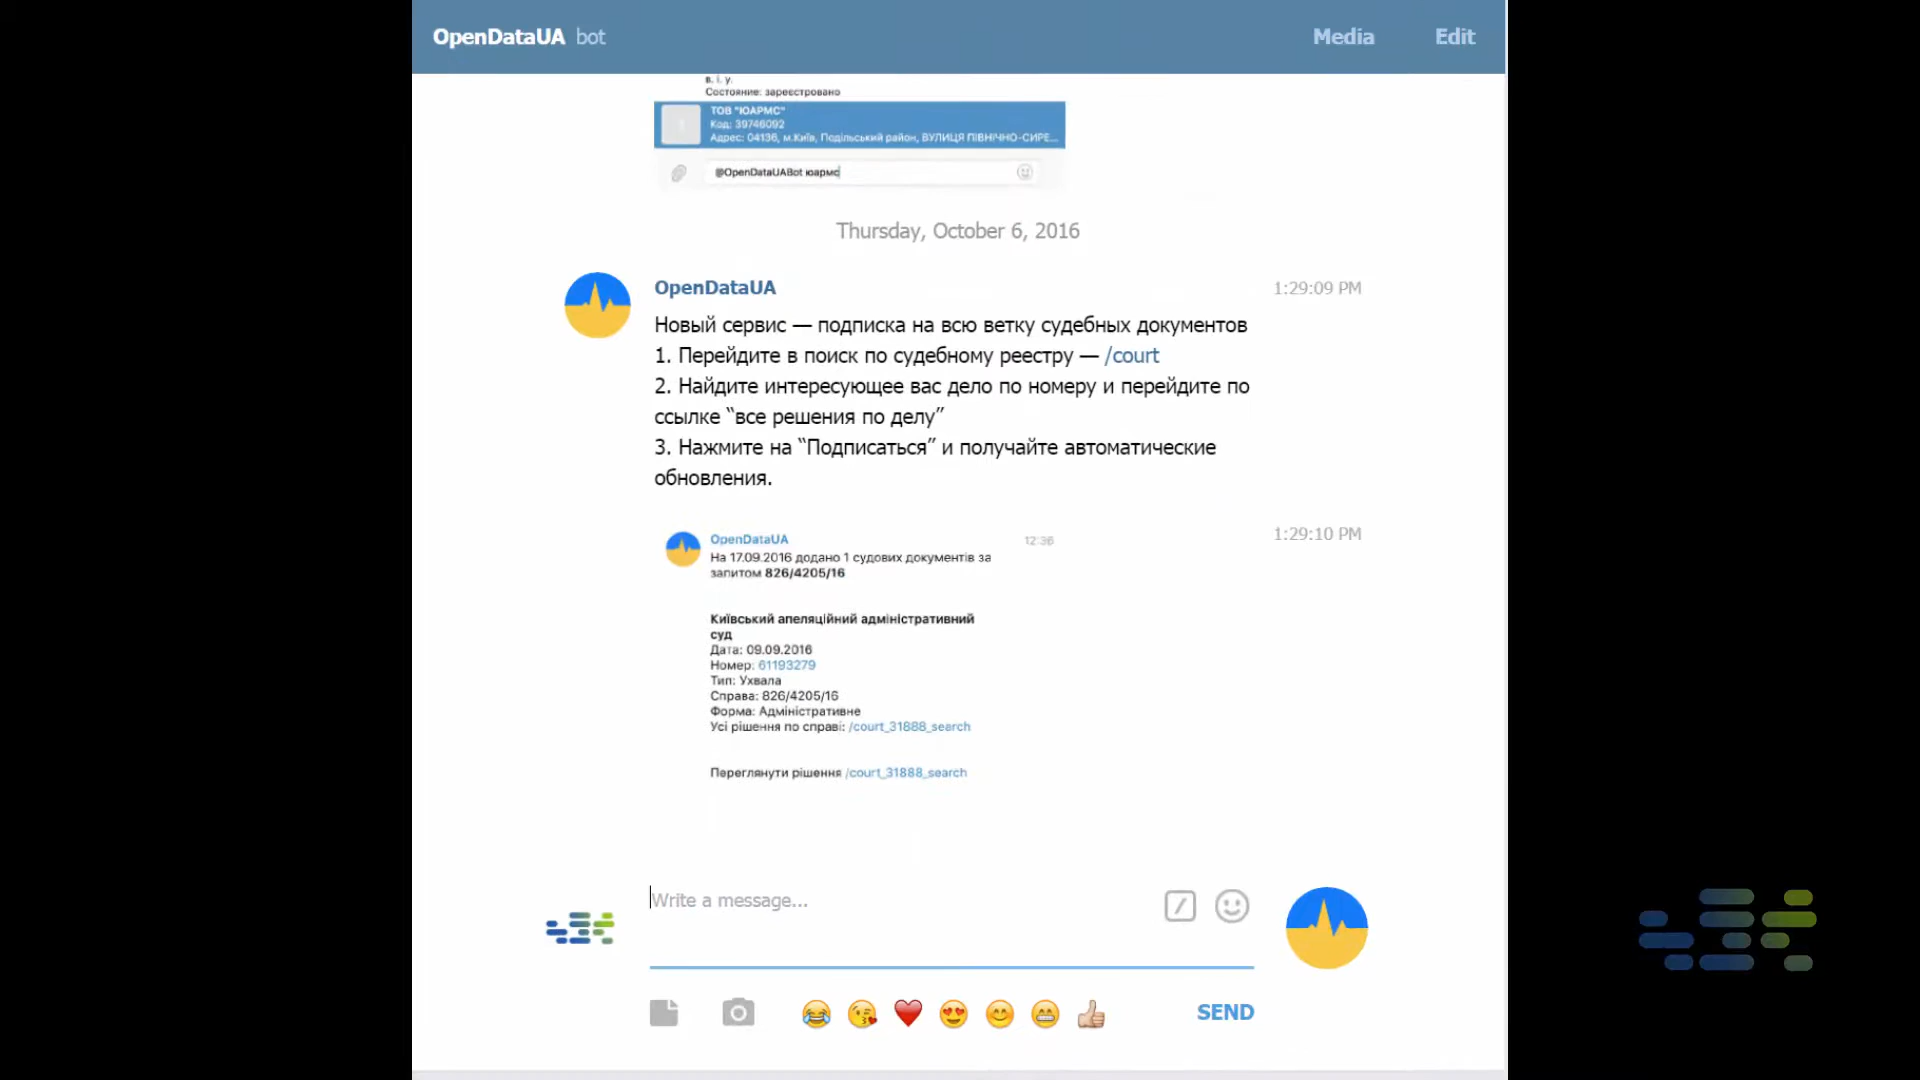 OpenDataUA bot
Media
Edit
в. і. у.
Состояние: зареєстровано
ТОВ "ЮАРМС"
Код: 39746092
Адрес: 04136, м.Київ, Подільський район, ВУЛИЦЯ ПІВНІЧНО-СИРЕ...
@OpenDataUABot юармс
Thursday, October 6, 2016
OpenDataUA
1:29:09 PM
Новый сервис — подписка на всю ветку судебных документов
1. Перейдите в поиск по судебному реестру — /court
2. Найдите интересующее вас дело по номеру и перейдите по
ссылке “все решения по делу”
3. Нажмите на “Подписаться” и получайте автоматические
обновления.
1:29:10 PM
OpenDataUA
12:36
На 17.09.2016 додано 1 судових документів за
запитом 826/4205/16
Київський апеляційний адміністративний
суд
Дата: 09.09.2016
Номер: 61193279
Тип: Ухвала
Справа: 826/4205/16
Форма: Адміністративне
Усі рішення по справі: /court_31888_search
Переглянути рішення /court_31888_search
Write a message...
SEND